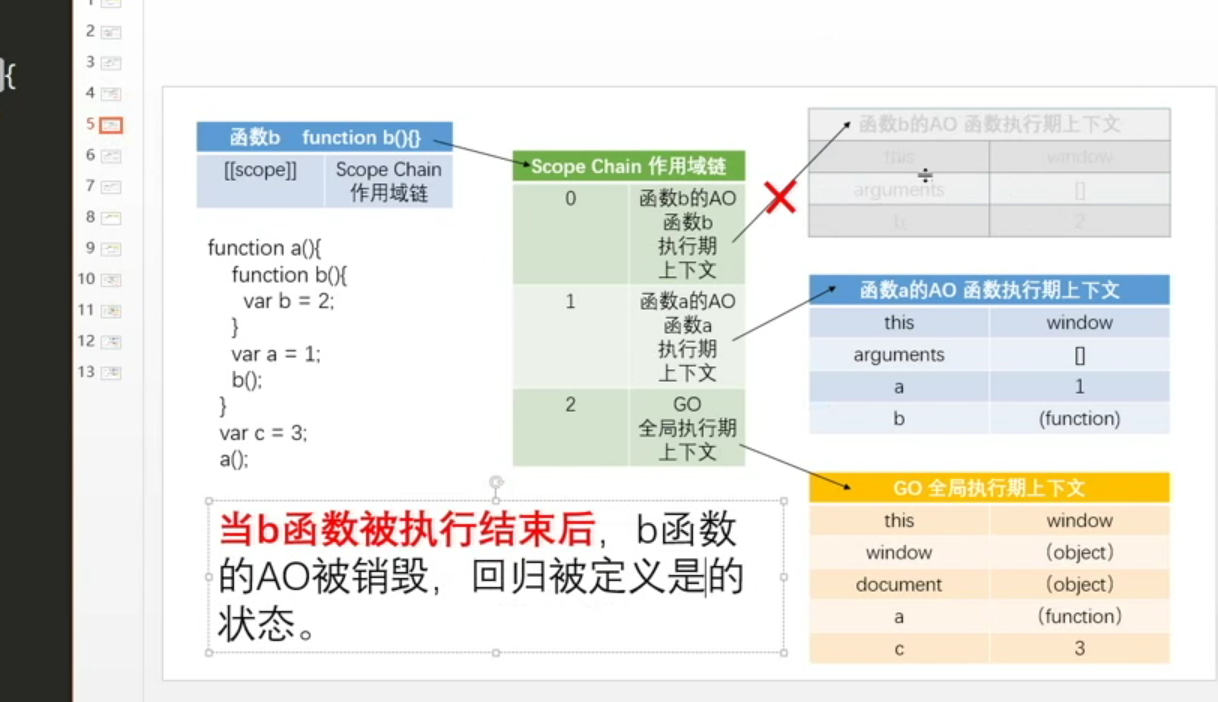 {
1
2
3
4
5
6
7
8
9
10
11
12
13
函数b function b(){}
[[scope]] Scope Chain
作用域链
function a(){
function b(){
var b = 2;
}
var a = 1;
b();
}
var c = 3;
a();
Scope Chain 作用域链
0 函数b的AO
函数b
执行期
上下文
1 函数a的AO
函数a
执行期
上下文
2 GO
全局执行期
上下文
函数b的AO 函数执行期上下文
this window
arguments []
b 2
函数a的AO 函数执行期上下文
this window
arguments []
a 1
b (function)
GO 全局执行期上下文
this window
window (object)
document (object)
a (function)
c 3
当b函数被执行结束后，b函数
的AO被销毁，回归被定义是的
状态。